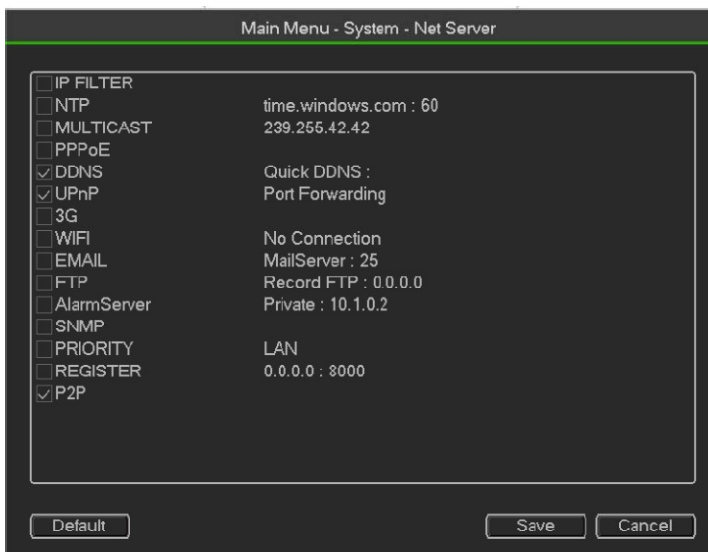 Main Menu - System - Net Server
IP FILTER
NTP time.windows.com : 60
MULTICAST 239.255.42.42
PPPoE
DDNS Quick DDNS :
UPnP Port Forwarding
3G
WIFI No Connection
EMAIL MailServer : 25
FTP Record FTP : 0.0.0.0
AlarmServer Private : 10.1.0.2
SNMP
PRIORITY LAN
REGISTER 0.0.0.0 : 8000
P2P
Default Save Cancel